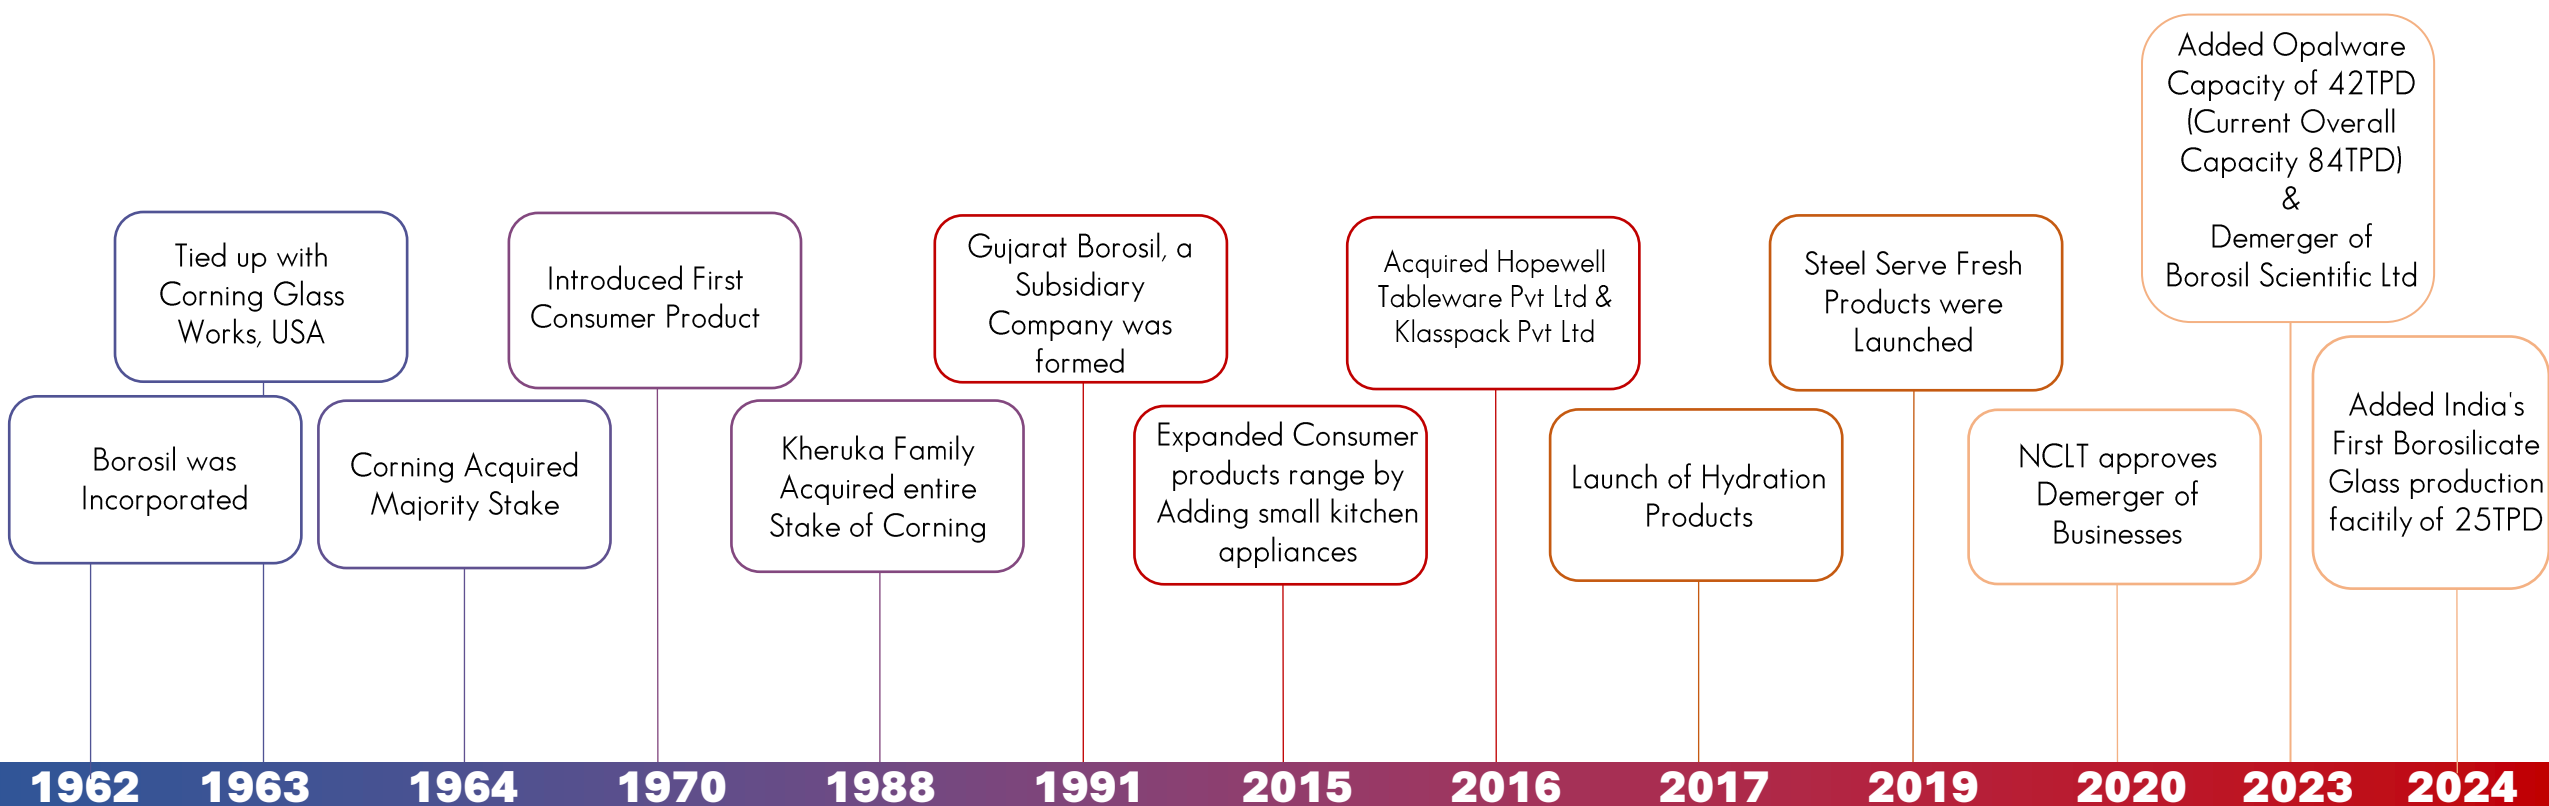 Added Opalware
Capacity of 42TPD
(Current Overall
Capacity 84TPD)
&
Demerger of
Borosil Scientific Ltd
Tied up with
Corning Glass
Works, USA
Introduced First
Consumer Product
Gujarat Borosil, a
Subsidiary
Company was
formed
Acquired Hopewell
Tableware Pvt Ltd &
Klasspack Pvt Ltd
Steel Serve Fresh
Products were
Launched
Borosil was
Incorporated
Corning Acquired
Majority Stake
Kheruka Family
Acquired entire
Stake of Corning
Expanded Consumer
products range by
Adding small kitchen
appliances
Launch of Hydration
Products
NCLT approves
Demerger of
Businesses
Added India's
First Borosilicate
Glass production
facitily of 25TPD
1962 1963 1964 1970 1988 1991 2015 2016 2017 2019 2020 2023 2024